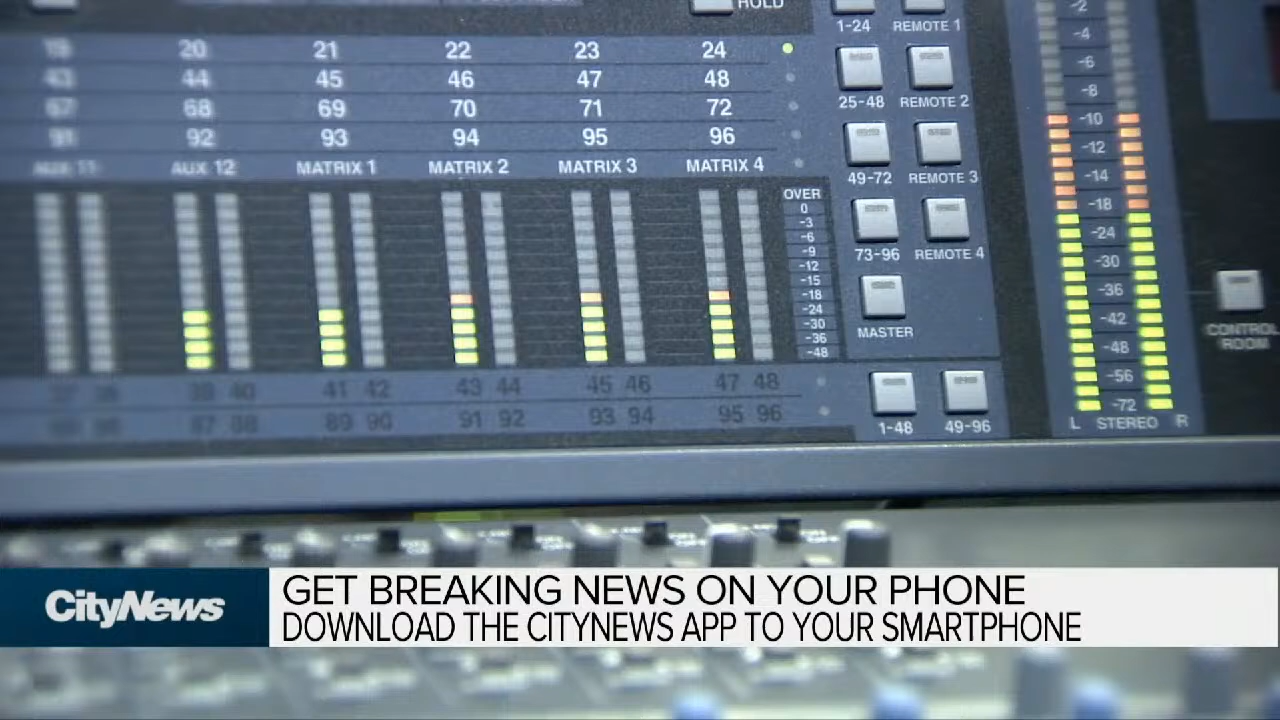 HOLD
1-24 REMOTE 1
19 20 21 22 23 24
43 44 45 46 47 48
67 68 69 70 71 72
91 92 93 94 95 96
AUX 11 AUX 12 MATRIX 1 MATRIX 2 MATRIX 3 MATRIX 4
25-48 REMOTE 2
49-72 REMOTE 3
73-96 REMOTE 4
MASTER
OVER
0
-3
-6
-9
-12
-15
-18
-24
-30
-36
-48
39 40 41 42 43 44 45 46 47 48
87 88 89 90 91 92 93 94 95 96
1-48 49-96
-2
-4
-6
-8
-10
-12
-14
-18
-24
-30
-36
-42
-48
-56
-72
L STEREO R
CONTROL
ROOM
CityNews
GET BREAKING NEWS ON YOUR PHONE
DOWNLOAD THE CITYNEWS APP TO YOUR SMARTPHONE